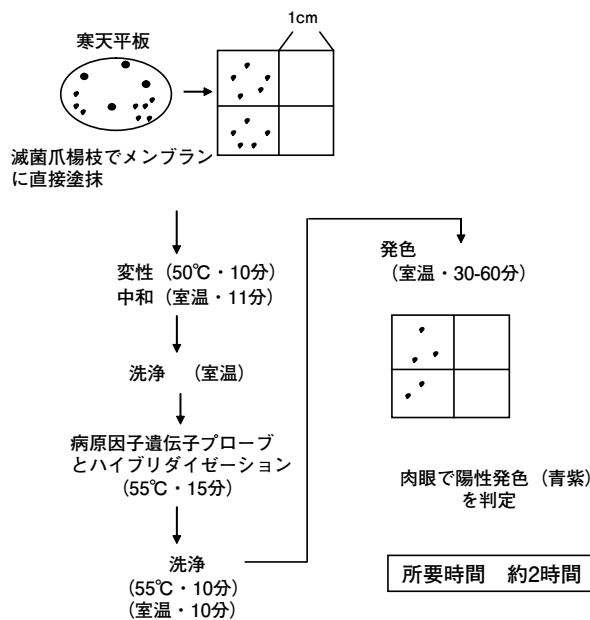 1cm
寒天平板
滅菌爪楊枝でメンブラン
に直接塗抹
変性（50℃・10分）
中和（室温・11分）
洗浄　（室温）
病原因子遺伝子プローブ
とハイブリダイゼーション
（55℃・15分）
洗浄
（55℃・10分）
（室温・10分）
発色
（室温・30-60分）
肉眼で陽性発色（青紫）
を判定
所要時間　約2時間